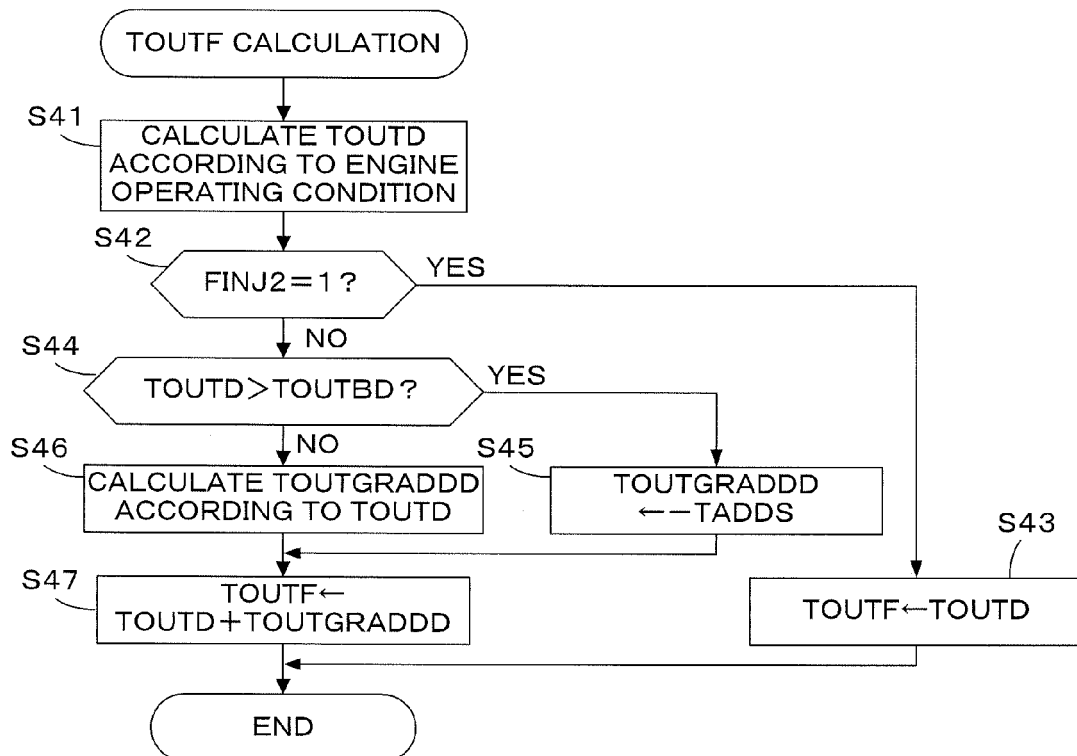 TOUTF CALCULATION
S41
CALCULATE TOUTD
ACCORDING TO ENGINE
OPERATING CONDITION
S42
FINJ2=1?
YES
NO
S44
TOUTD>TOUTBD?
YES
NO
S46
CALCULATE TOUTGRADDD
ACCORDING TO TOUTD
S45
TOUTGRADDD
←−TADDS
S43
TOUTF←TOUTD
S47
TOUTF←
TOUTD+TOUTGRADDD
END